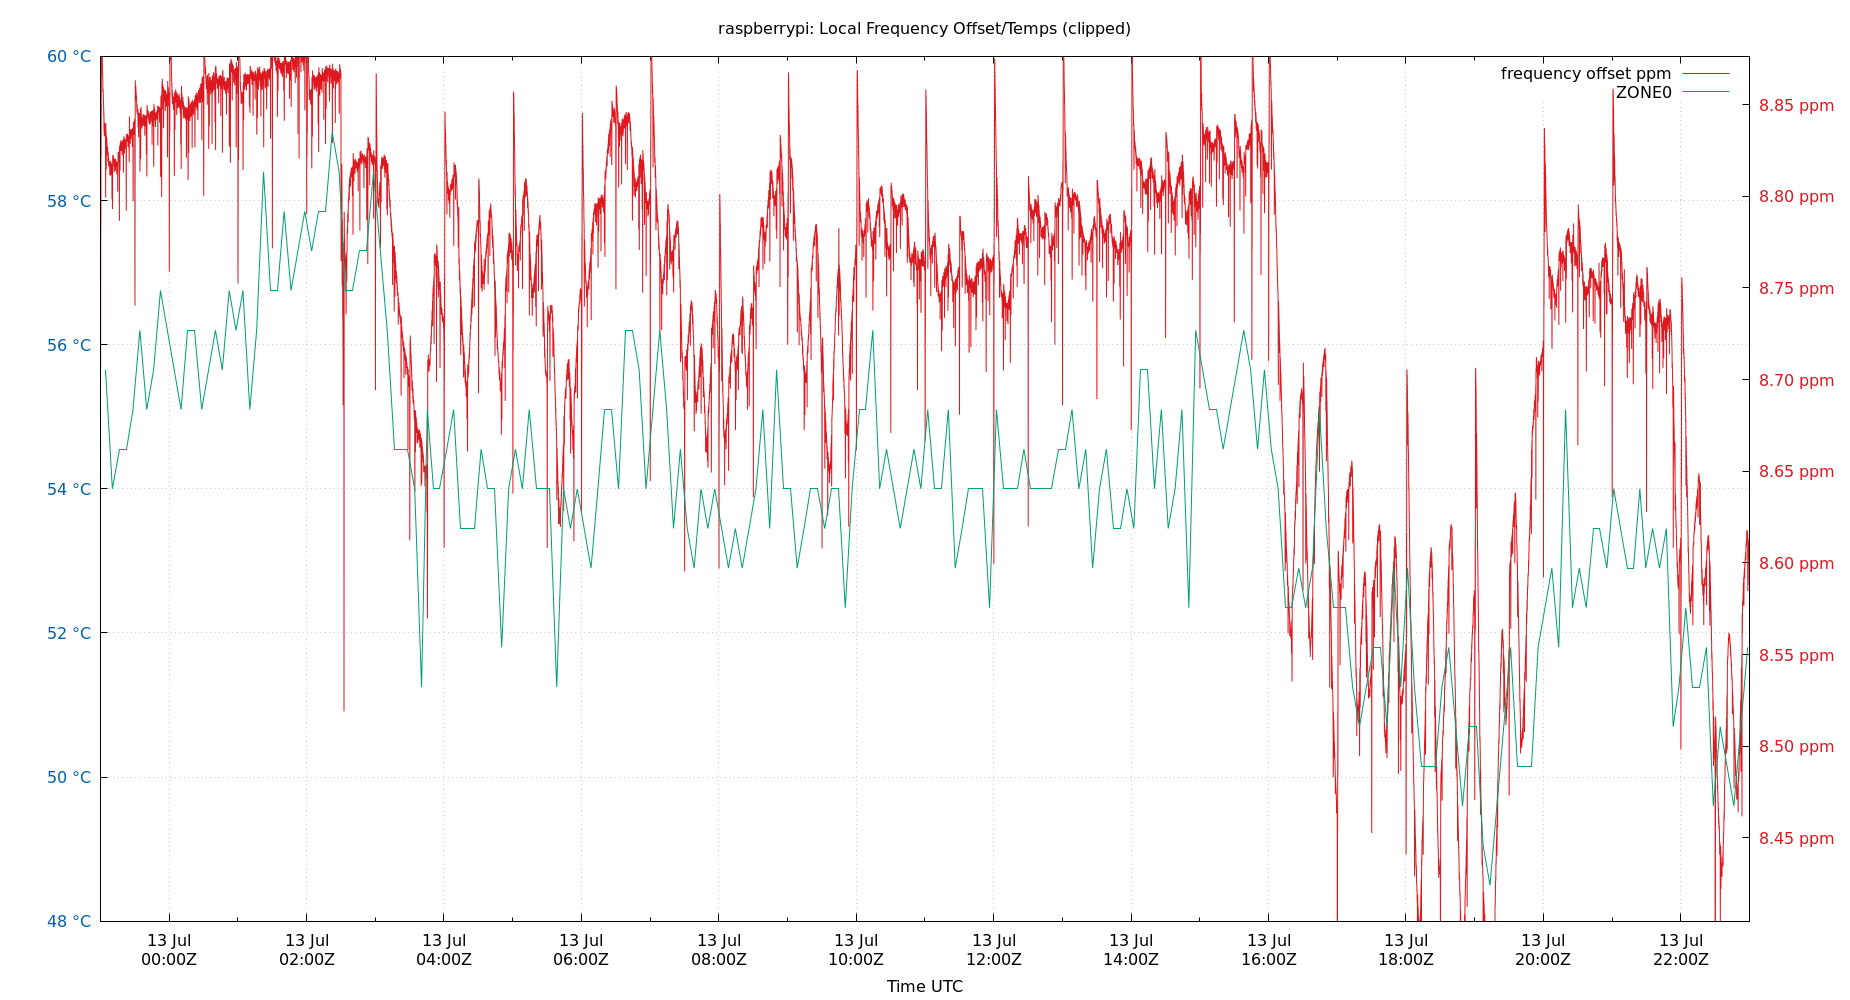 raspberrypi: Local Frequency Offset/Temps (clipped)
60 °C
58 °C
56 °C
54 °C
52 °C
50 °C
48 °C
frequency offset ppm
ZONE0
8.85 ppm
8.80 ppm
8.75 ppm
8.70 ppm
8.65 ppm
8.60 ppm
8.55 ppm
8.50 ppm
8.45 ppm
13 Jul 13 Jul 13 Jul 13 Jul 13 Jul 13 Jul 13 Jul 13 Jul 13 Jul 13 Jul 13 Jul 13 Jul
00:00Z 02:00Z 04:00Z 06:00Z 08:00Z 10:00Z 12:00Z 14:00Z 16:00Z 18:00Z 20:00Z 22:00Z
Time UTC